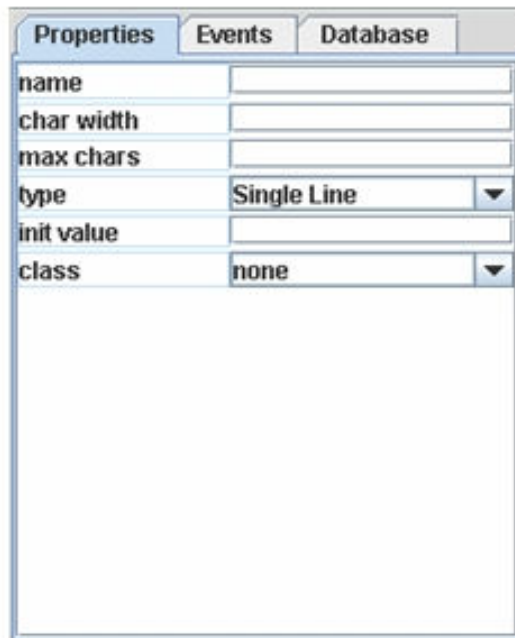 Properties Events Database
name
char width
max chars
type Single Line
init value
class none